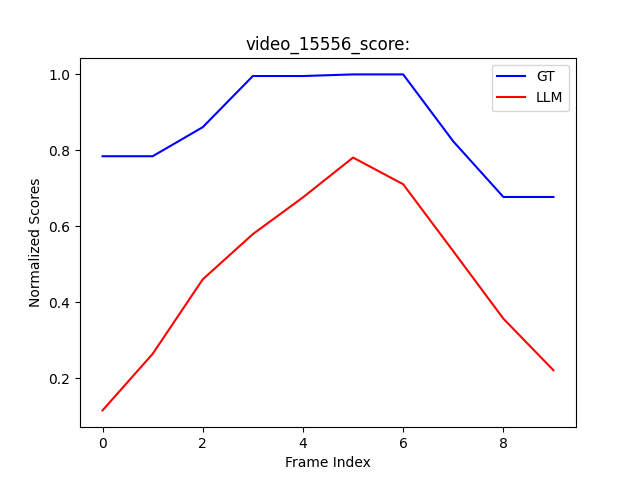 video_15556_score:
GT
LLM
1.0
0.8
0.6
0.4
0.2
Normalized Scores
0 2 4 6 8
Frame Index